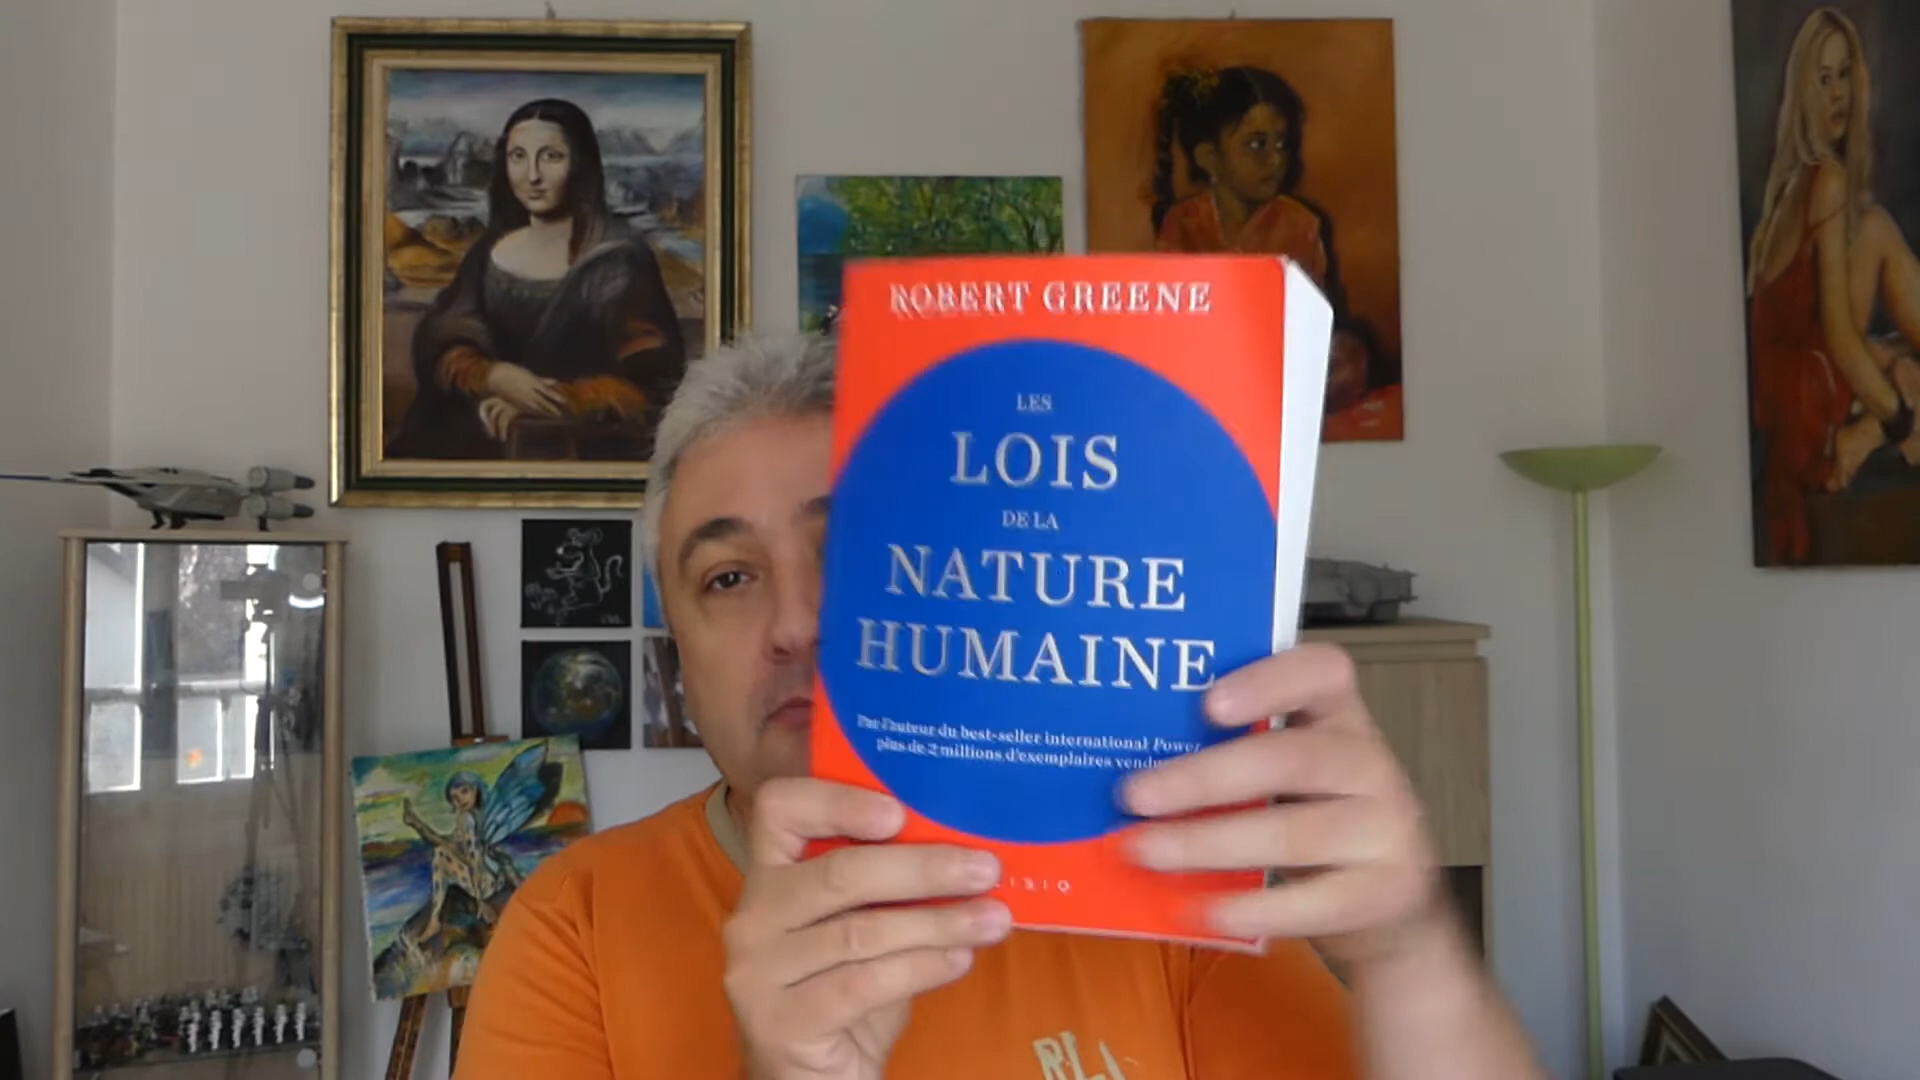 ROBERT GREENE
LES
LOIS
DE LA
NATURE
HUMAINE
Par l'auteur du best-seller international Power,
plus de 2 millions d'exemplaires